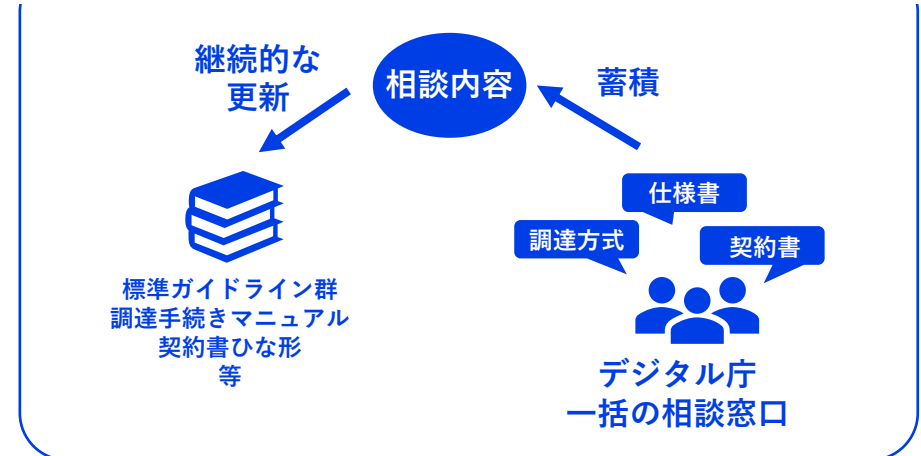 継続的な
更新
相談内容
蓄積
仕様書
調達方式
契約書
標準ガイドライン群
調達手続きマニュアル
契約書ひな形
等
デジタル庁
一括の相談窓口